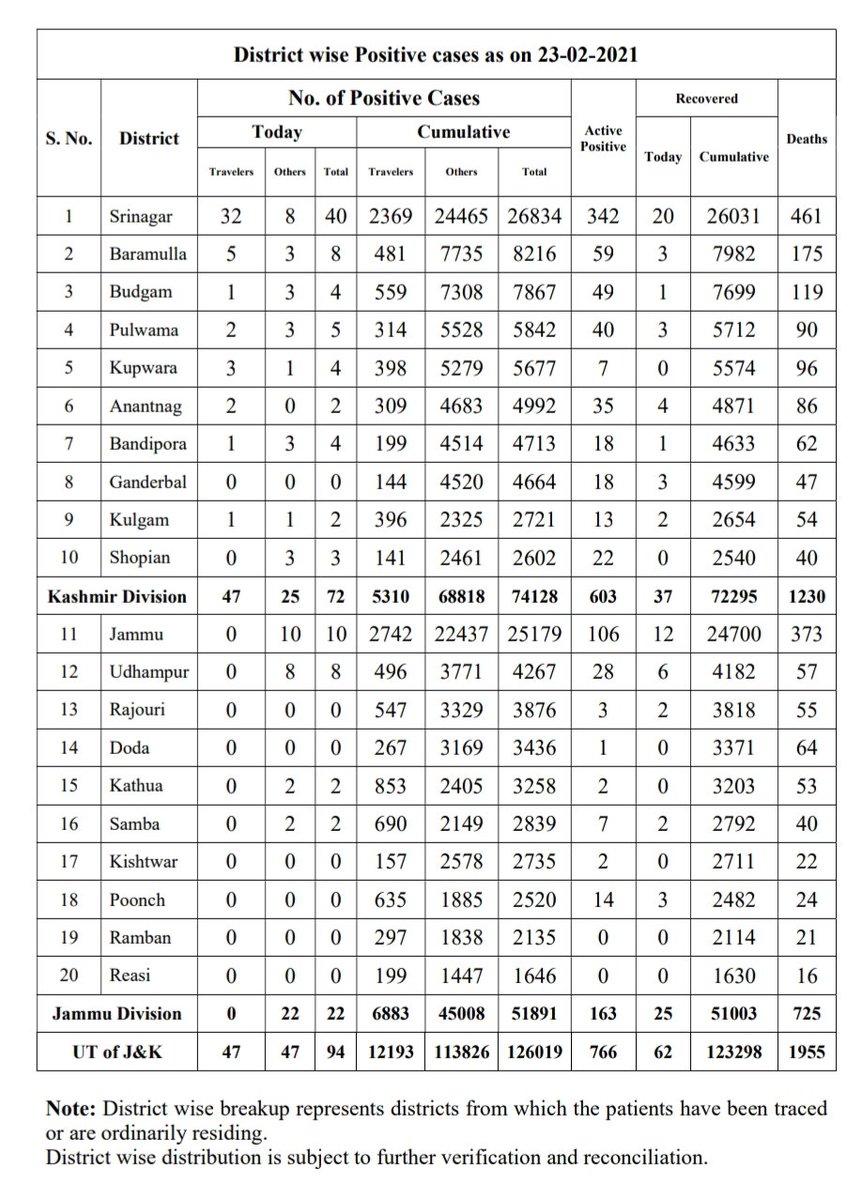 District wise Positive cases as on 23-02-2021
S. No. District No. of Positive Cases Active Positive Recovered Deaths
Today Cumulative Today Cumulative
Travelers Others Total Travelers Others Total
1 Srinagar 32 8 40 2369 24465 26834 342 20 26031 461
2 Baramulla 5 3 8 481 7735 8216 59 3 7982 175
3 Budgam 1 3 4 559 7308 7867 49 1 7699 119
4 Pulwama 2 3 5 314 5528 5842 40 3 5712 90
5 Kupwara 3 1 4 398 5279 5677 7 0 5574 96
6 Anantnag 2 0 2 309 4683 4992 35 4 4871 86
7 Bandipora 1 3 4 199 4514 4713 18 1 4633 62
8 Ganderbal 0 0 0 144 4520 4664 18 3 4599 47
9 Kulgam 1 1 2 396 2325 2721 13 2 2654 54
10 Shopian 0 3 3 141 2461 2602 22 0 2540 40
Kashmir Division 47 25 72 5310 68818 74128 603 37 72295 1230
11 Jammu 0 10 10 2742 22437 25179 106 12 24700 373
12 Udhampur 0 8 8 496 3771 4267 28 6 4182 57
13 Rajouri 0 0 0 547 3329 3876 3 2 3818 55
14 Doda 0 0 0 267 3169 3436 1 0 3371 64
15 Kathua 0 2 2 853 2405 3258 2 0 3203 53
16 Samba 0 2 2 690 2149 2839 7 2 2792 40
17 Kishtwar 0 0 0 157 2578 2735 2 0 2711 22
18 Poonch 0 0 0 635 1885 2520 14 3 2482 24
19 Ramban 0 0 0 297 1838 2135 0 0 2114 21
20 Reasi 0 0 0 199 1447 1646 0 0 1630 16
Jammu Division 0 22 22 6883 45008 51891 163 25 51003 725
UT of J&K 47 47 94 12193 113826 126019 766 62 123298 1955
Note: District wise breakup represents districts from which the patients have been traced
or are ordinarily residing.
District wise distribution is subject to further verification and reconciliation.